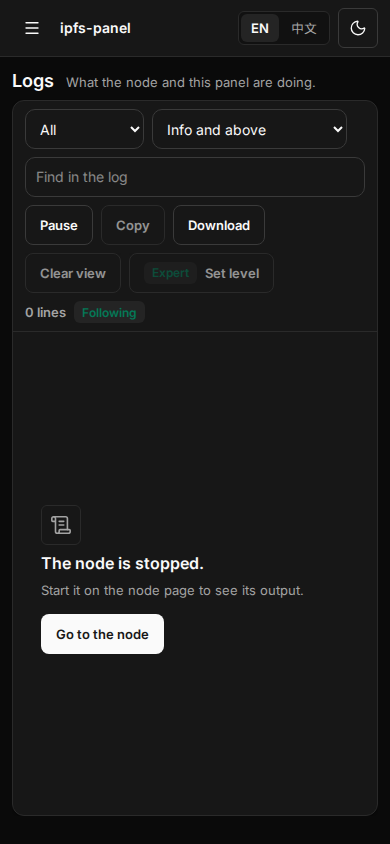 ipfs-panel EN 中文
Logs What the node and this panel are doing.
All Info and above
Find in the log
Pause Copy Download
Clear view Expert Set level
0 lines Following
The node is stopped.
Start it on the node page to see its output.
Go to the node